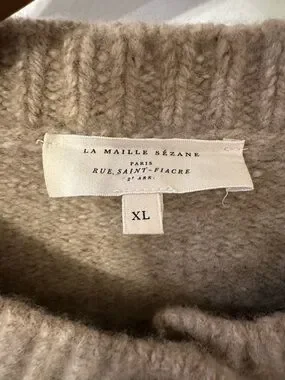 LA MAILLE SÉZANE
PARIS
RUE SAINT-FIACRE
2ᵉ ARR.
XL